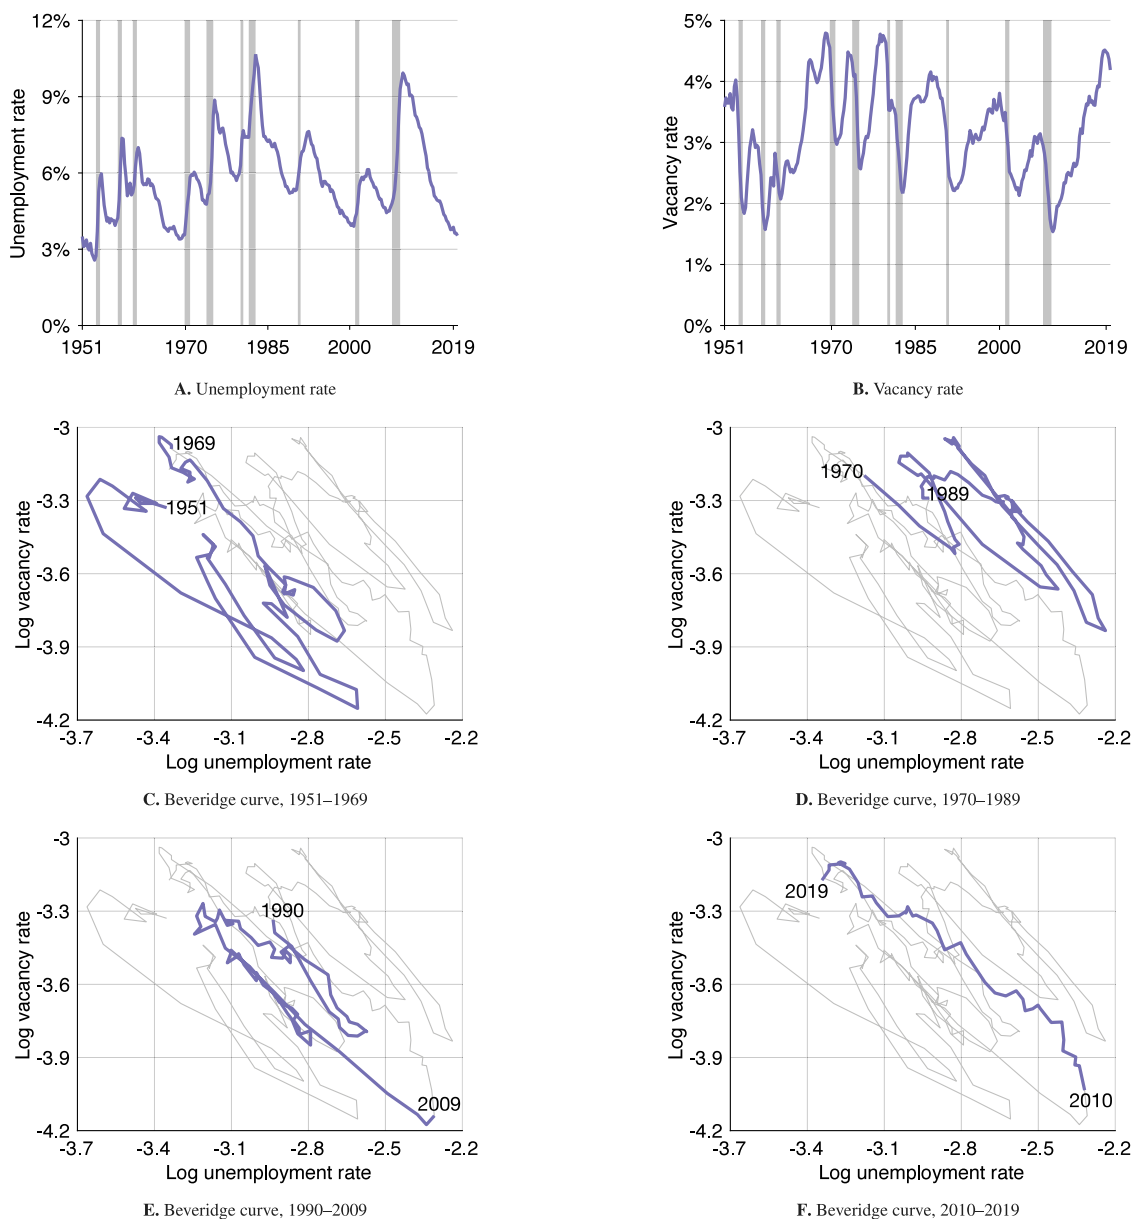 12%
9%
6%
3%
0%
Unemployment rate
1951 1970 1985 2000 2019
A. Unemployment rate
5%
4%
3%
2%
1%
0%
Vacancy rate
1951 1970 1985 2000 2019
B. Vacancy rate
-3
-3.3
-3.6
-3.9
-4.2
Log vacancy rate
1969
1951
-3.7 -3.4 -3.1 -2.8 -2.5 -2.2
Log unemployment rate
C. Beveridge curve, 1951–1969
-3
-3.3
-3.6
-3.9
-4.2
Log vacancy rate
1970
1989
-3.7 -3.4 -3.1 -2.8 -2.5 -2.2
Log unemployment rate
D. Beveridge curve, 1970–1989
-3
-3.3
-3.6
-3.9
-4.2
Log vacancy rate
1990
2009
-3.7 -3.4 -3.1 -2.8 -2.5 -2.2
Log unemployment rate
E. Beveridge curve, 1990–2009
-3
-3.3
-3.6
-3.9
-4.2
Log vacancy rate
2019
2010
-3.7 -3.4 -3.1 -2.8 -2.5 -2.2
Log unemployment rate
F. Beveridge curve, 2010–2019